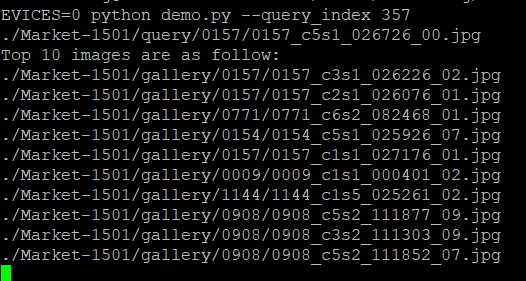 EVICES=0 python demo.py --query_index 357
./Market-1501/query/0157/0157_c5s1_026726_00.jpg
Top 10 images are as follow:
./Market-1501/gallery/0157/0157_c3s1_026226_02.jpg
./Market-1501/gallery/0157/0157_c2s1_026076_01.jpg
./Market-1501/gallery/0771/0771_c6s2_082468_01.jpg
./Market-1501/gallery/0154/0154_c5s1_025926_07.jpg
./Market-1501/gallery/0157/0157_c1s1_027176_01.jpg
./Market-1501/gallery/0009/0009_c1s1_000401_02.jpg
./Market-1501/gallery/1144/1144_c1s5_025261_02.jpg
./Market-1501/gallery/0908/0908_c5s2_111877_09.jpg
./Market-1501/gallery/0908/0908_c3s2_111303_09.jpg
./Market-1501/gallery/0908/0908_c5s2_111852_07.jpg